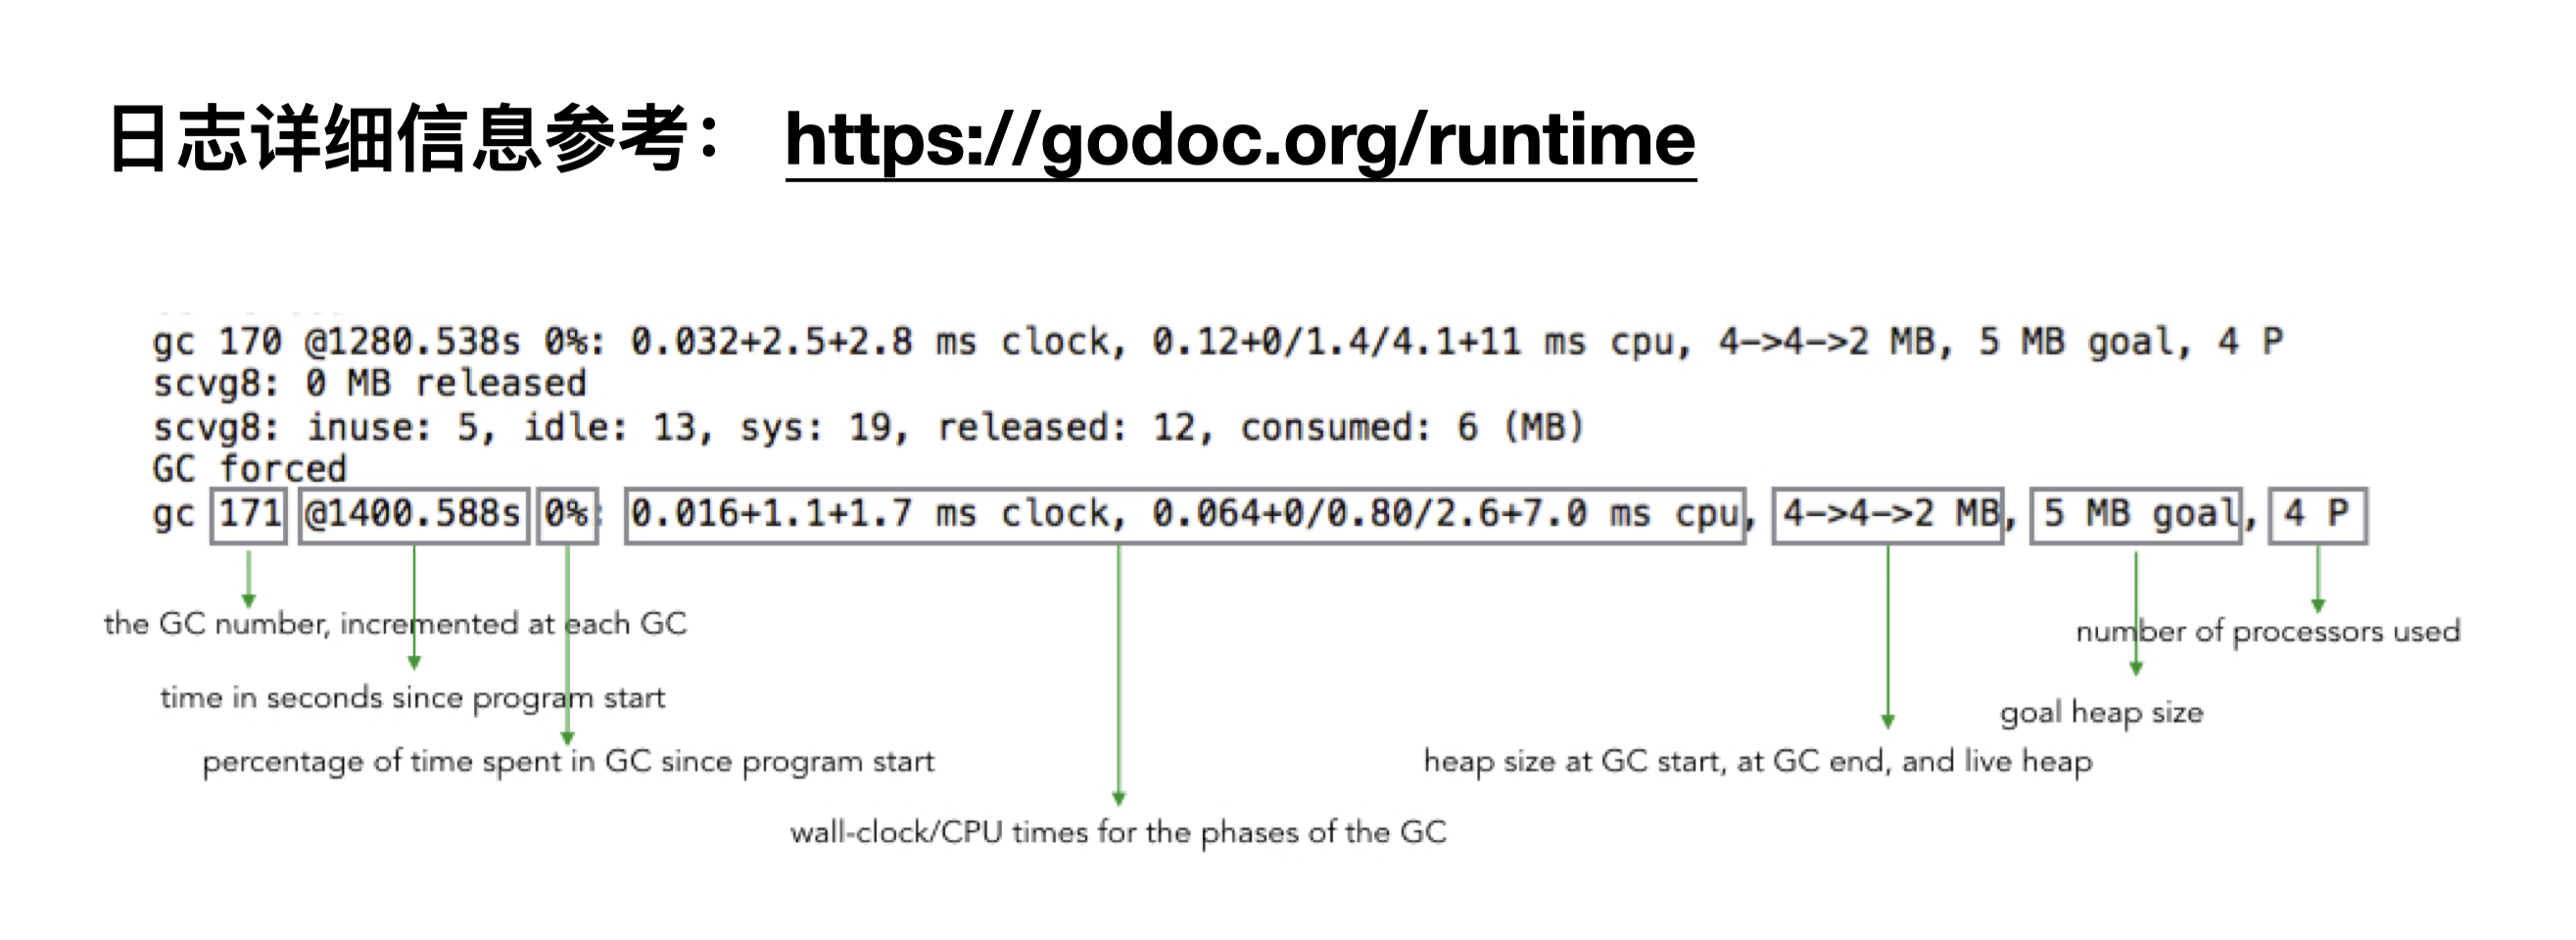 日志详细信息参考： https://godoc.org/runtime
gc 170 @1280.538s 0%: 0.032+2.5+2.8 ms clock, 0.12+0/1.4/4.1+11 ms cpu, 4->4->2 MB, 5 MB goal, 4 P
scvg8: 0 MB released
scvg8: inuse: 5, idle: 13, sys: 19, released: 12, consumed: 6 (MB)
GC forced
gc 171 @1400.588s 0%: 0.016+1.1+1.7 ms clock, 0.064+0/0.80/2.6+7.0 ms cpu, 4->4->2 MB, 5 MB goal, 4 P
the GC number, incremented at each GC
number of processors used
time in seconds since program start
goal heap size
percentage of time spent in GC since program start
heap size at GC start, at GC end, and live heap
wall-clock/CPU times for the phases of the GC